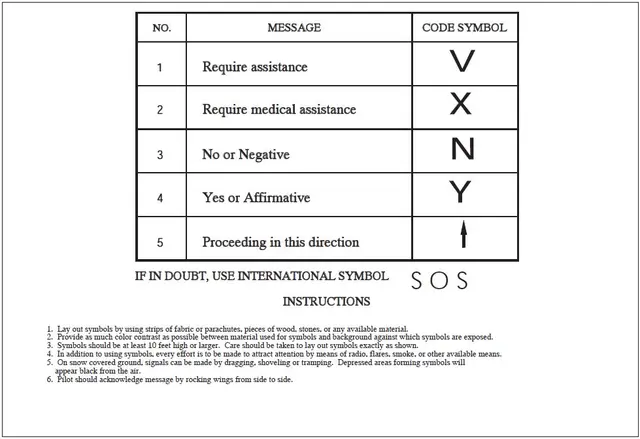 NO. MESSAGE CODE SYMBOL
1 Require assistance V
2 Require medical assistance X
3 No or Negative N
4 Yes or Affirmative Y
5 Proceeding in this direction
IF IN DOUBT, USE INTERNATIONAL SYMBOL SOS
INSTRUCTIONS
1. Lay out symbols by using strips of fabric or parachutes, pieces of wood, stones, or any available material.
2. Provide as much color contrast as possible between material used for symbols and background against which symbols are exposed.
3. Symbols should be at least 10 feet high or larger. Care should be taken to lay out symbols exactly as shown.
4. In addition to using symbols, every effort is to be made to attract attention by means of radio, flares, smoke, or other available means.
5. On snow covered ground, signals can be made by dragging, shoveling or tramping. Depressed areas forming symbols will
appear black from the air.
6. Pilot should acknowledge message by rocking wings from side to side.